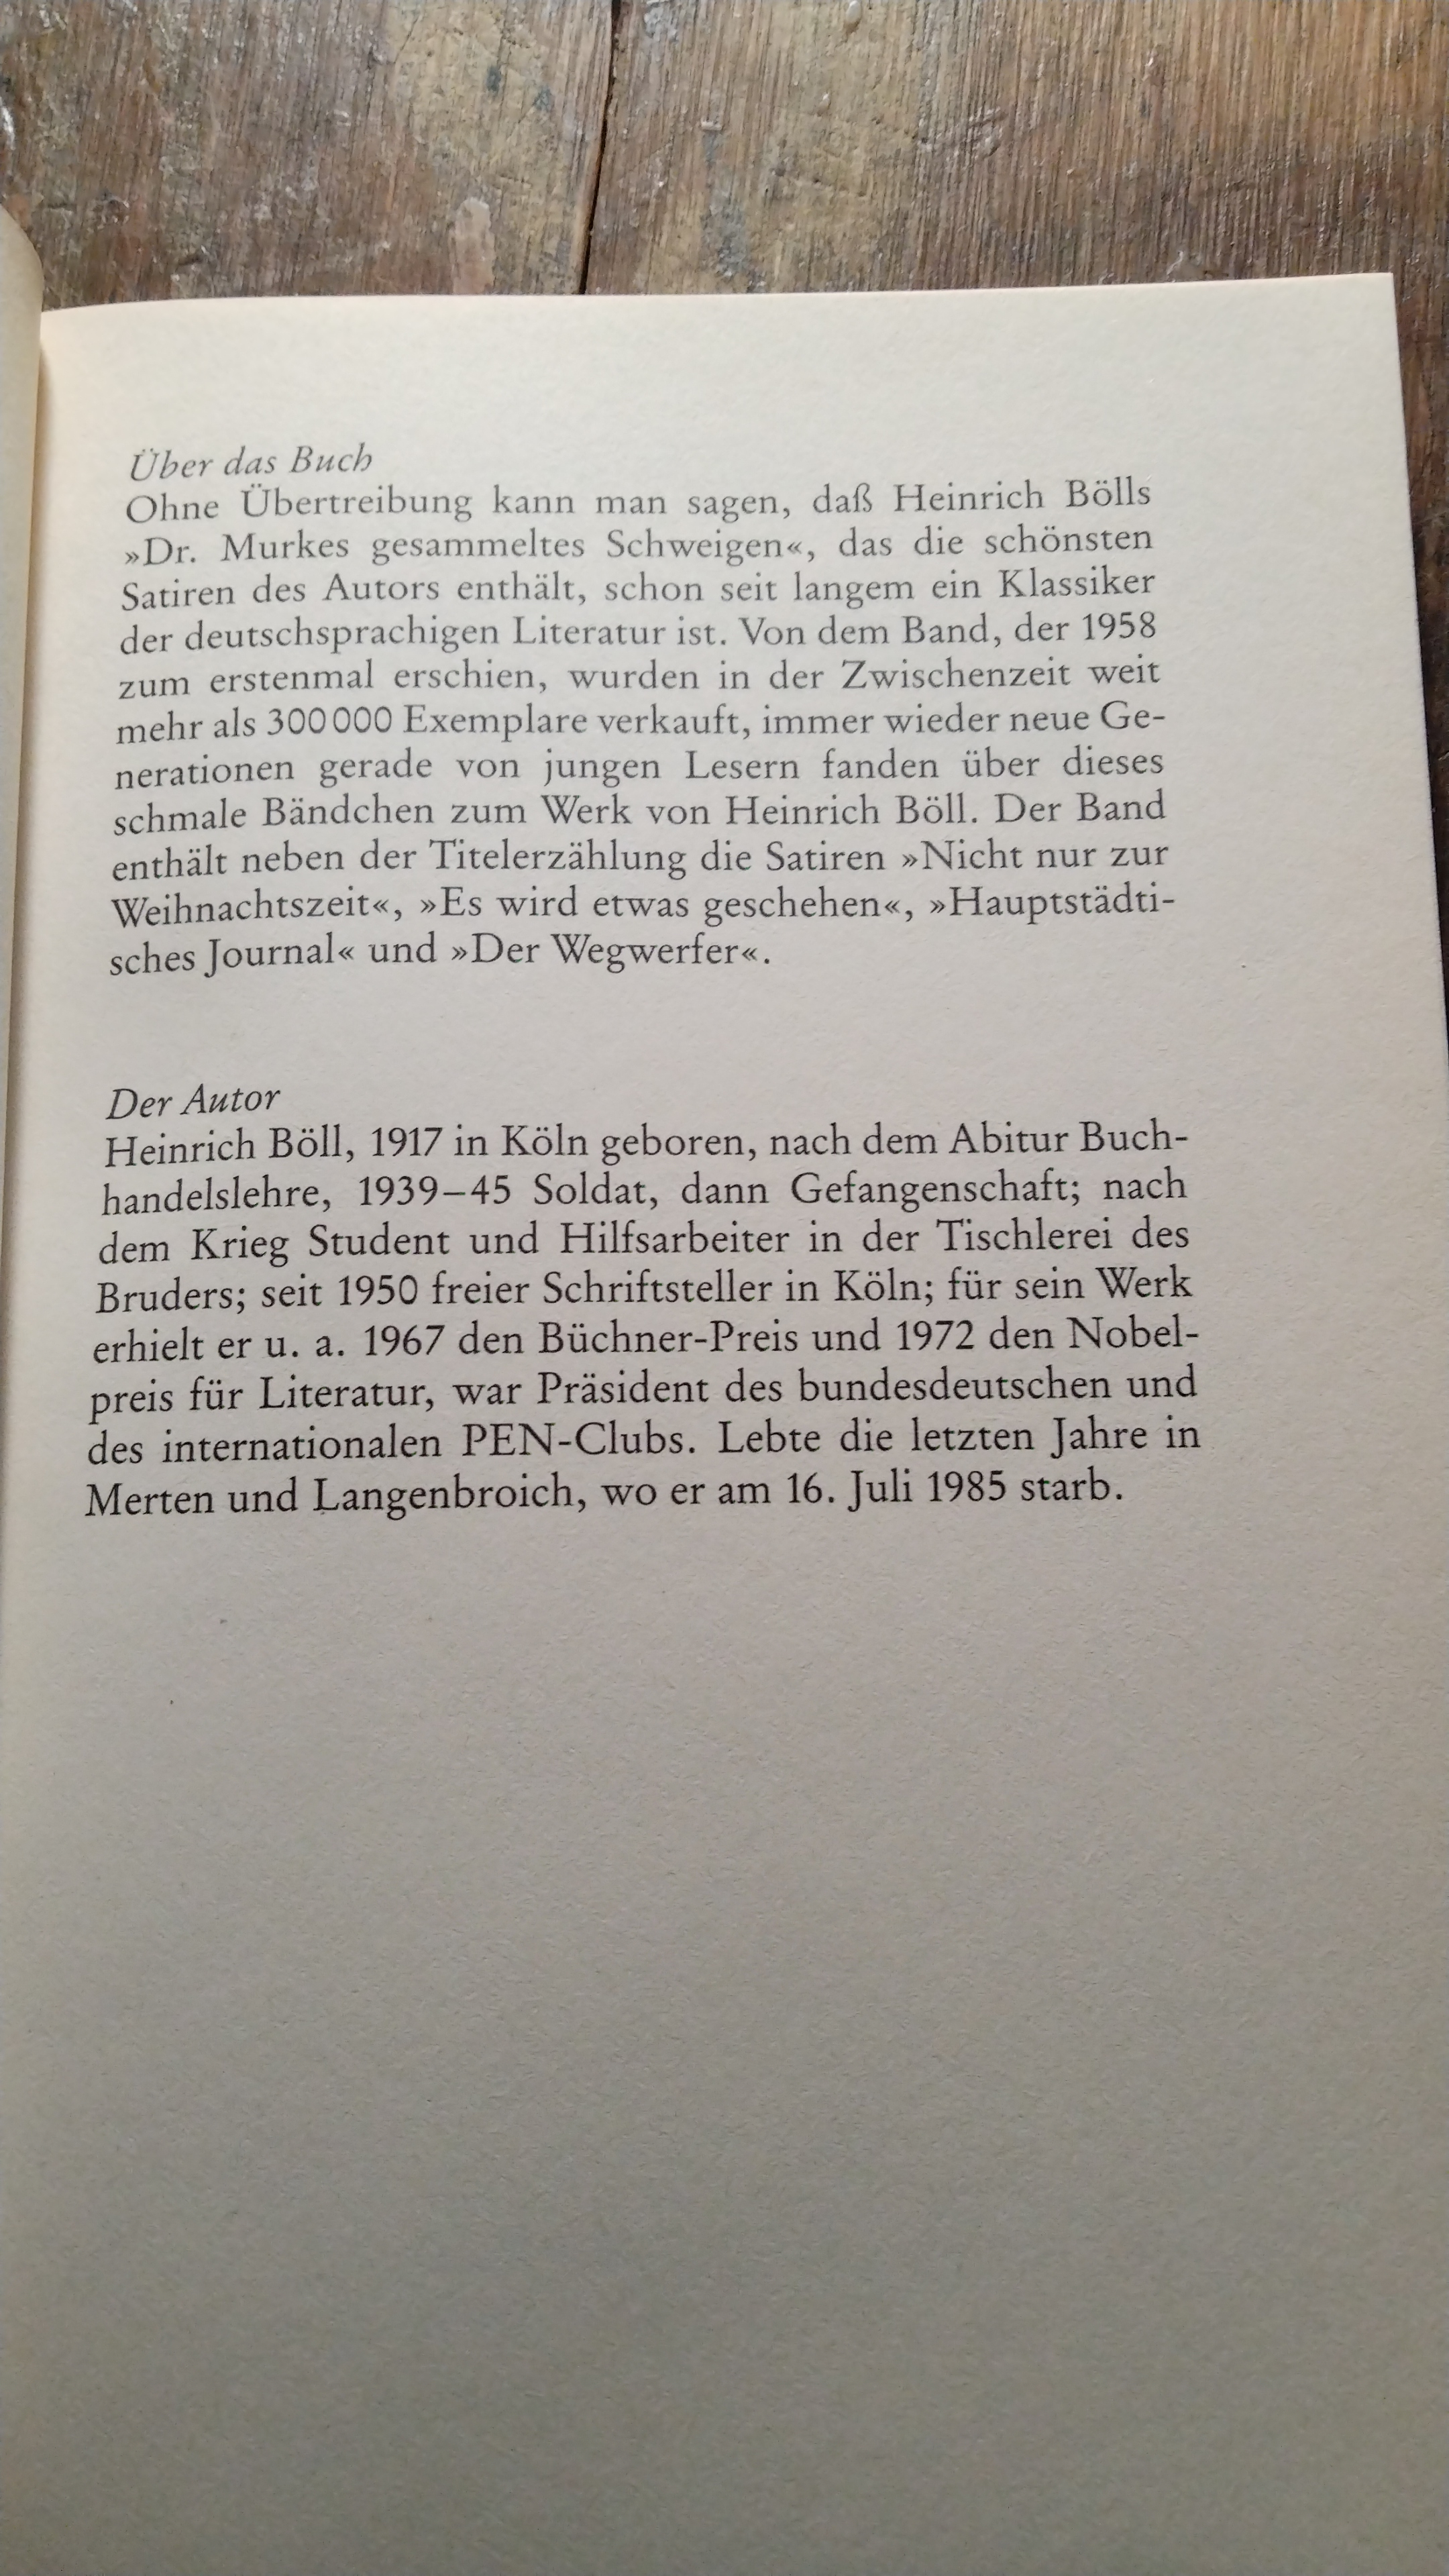 Über das Buch
Ohne Übertreibung kann man sagen, daß Heinrich Bölls
»Dr. Murkes gesammeltes Schweigen«, das die schönsten
Satiren des Autors enthält, schon seit langem ein Klassiker
der deutschsprachigen Literatur ist. Von dem Band, der 1958
zum erstenmal erschien, wurden in der Zwischenzeit weit
mehr als 300 000 Exemplare verkauft, immer wieder neue Ge-
nerationen gerade von jungen Lesern fanden über dieses
schmale Bändchen zum Werk von Heinrich Böll. Der Band
enthält neben der Titelerzählung die Satiren »Nicht nur zur
Weihnachtszeit«, »Es wird etwas geschehen«, »Hauptstädti-
sches Journal« und »Der Wegwerfer«.
Der Autor
Heinrich Böll, 1917 in Köln geboren, nach dem Abitur Buch-
handelslehre, 1939–45 Soldat, dann Gefangenschaft; nach
dem Krieg Student und Hilfsarbeiter in der Tischlerei des
Bruders; seit 1950 freier Schriftsteller in Köln; für sein Werk
erhielt er u. a. 1967 den Büchner-Preis und 1972 den Nobel-
preis für Literatur, war Präsident des bundesdeutschen und
des internationalen PEN-Clubs. Lebte die letzten Jahre in
Merten und Langenbroich, wo er am 16. Juli 1985 starb.